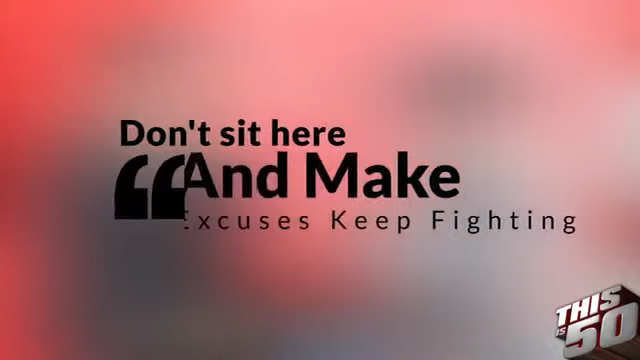 Don't sit here
And Make
Excuses Keep Fighting
THIS
IS 50